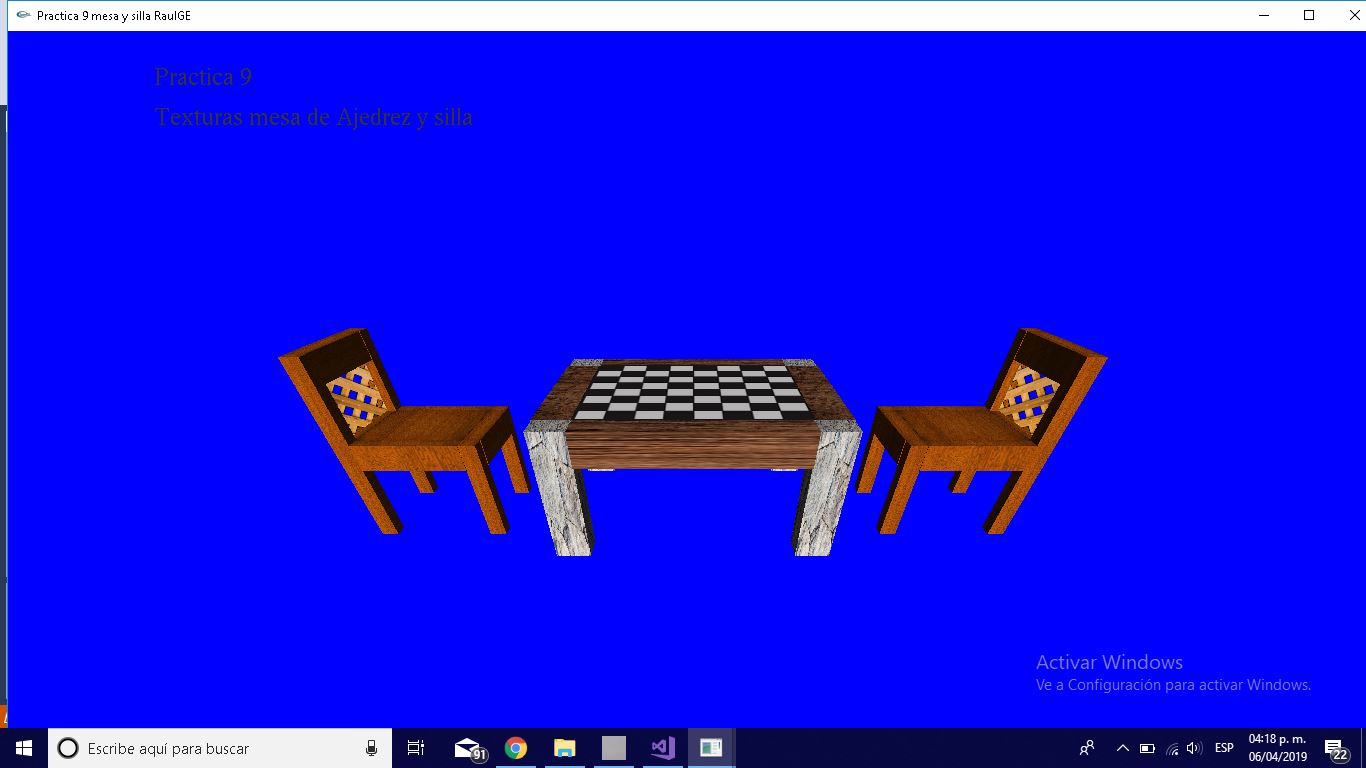 Practica 9 mesa y silla RaulGE
Practica 9
Texturas mesa de Ajedrez y silla
Activar Windows
Ve a Configuración para activar Windows.
Escribe aquí para buscar
91
ESP
04:18 p. m.
06/04/2019
22